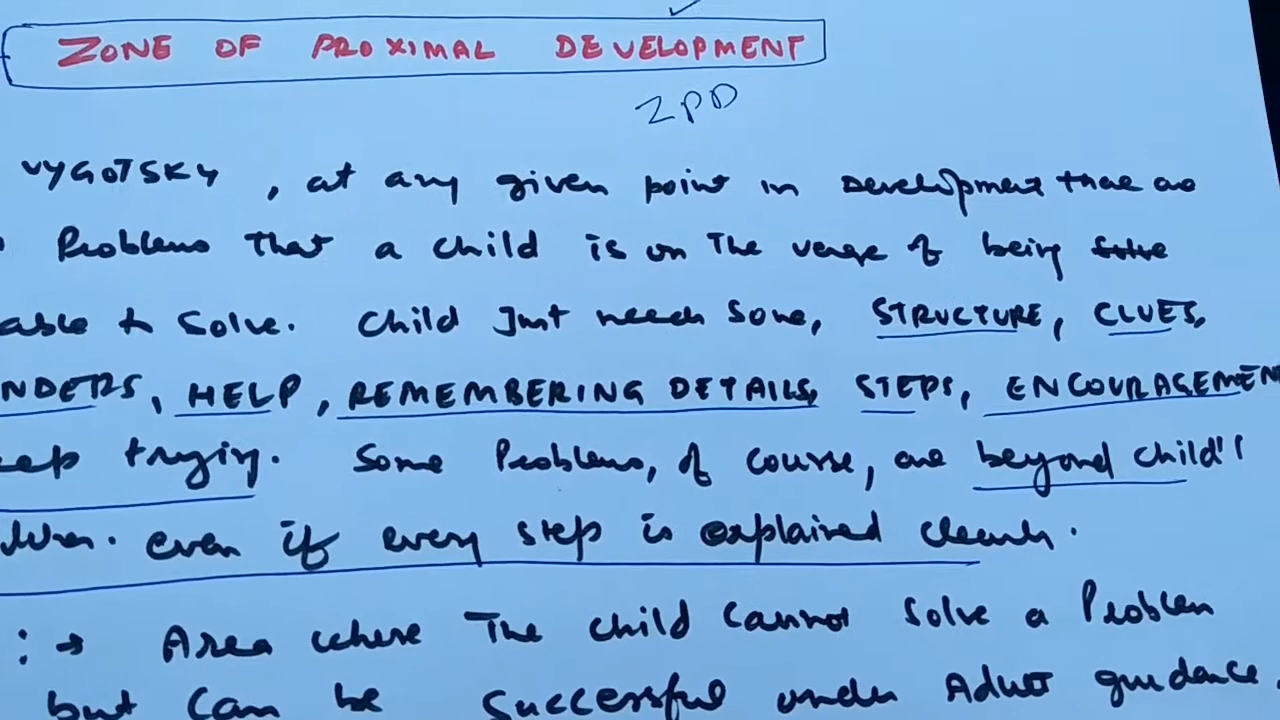 ZONE OF PROXIMAL DEVELOPMENT
ZPD
VYGOTSKY, at any given point in Development there are
Problems that a child is on The verge of being solve
able to Solve. Child Just needs Some, STRUCTURE, CLUES,
NDERS, HELP, REMEMBERING DETAILS, STEPS, ENCOURAGEMEN
eep trying. Some Problems, of course, are beyond child's
even if every step is explained clearly.
: → Area where The child cannot solve a Problem
but can be Successful under Adult guidance.